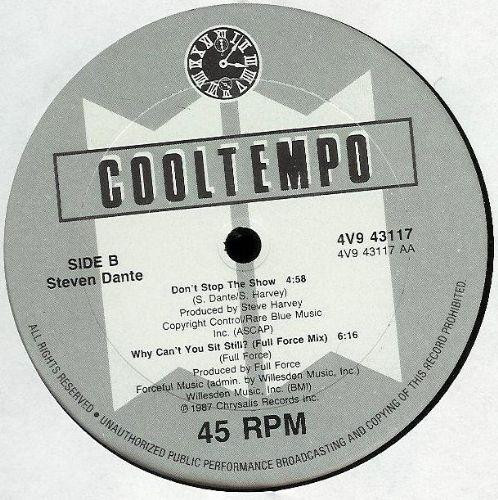 COOLTEMPO
SIDE B
Steven Dante
4V9 43117
4V9 43117 AA
Don't Stop The Show 4:58
(S. Dante/S. Harvey)
Produced by Steve Harvey
Copyright Control/Rare Blue Music
Inc. (ASCAP)
Why Can't You Sit Still? (Full Force Mix) 6:16
(Full Force)
Produced by Full Force
Forceful Music (admin. by Willesden Music, Inc.)
Willesden Music, Inc. (BMI)
℗1987 Chrysalis Records Inc.
45 RPM
ALL RIGHTS RESERVED ● UNAUTHORIZED PUBLIC PERFORMANCE BROADCASTING AND COPYING OF THIS RECORD PROHIBITED.